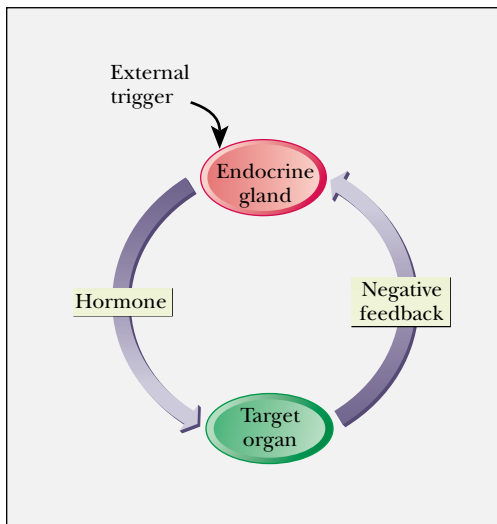 External
trigger
Endocrine
gland
Hormone
Negative
feedback
Target
organ